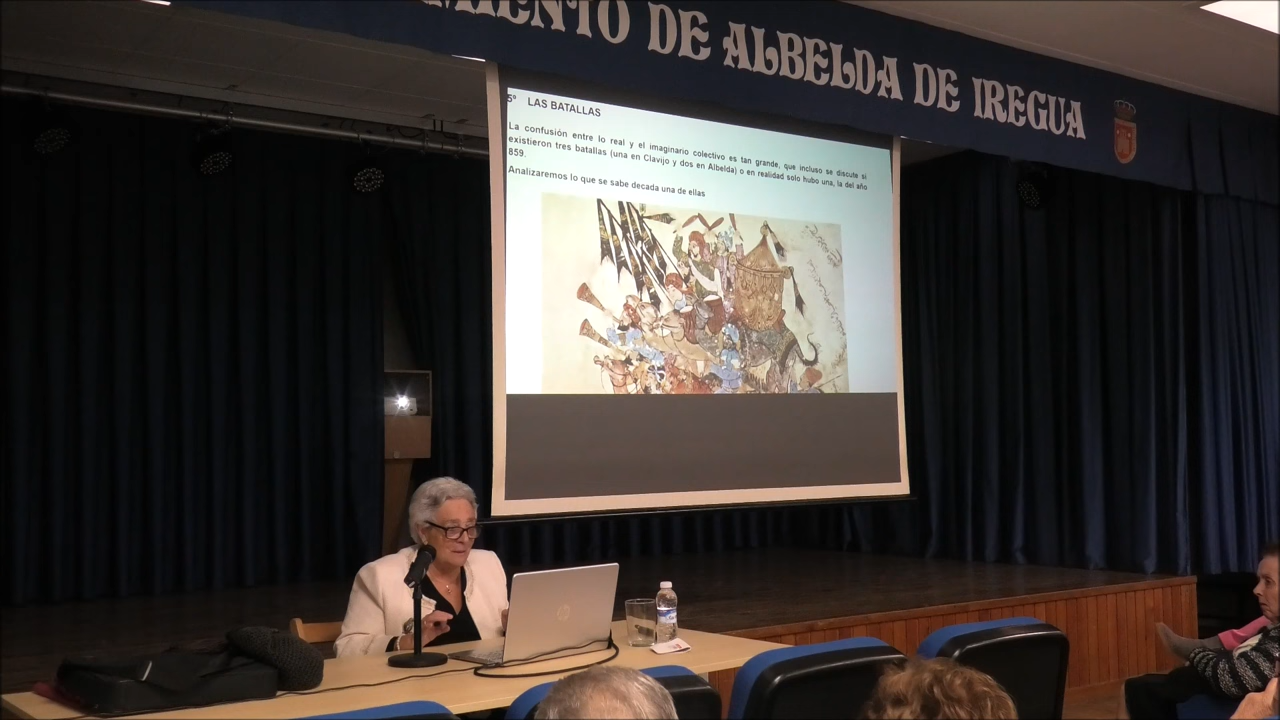 MIENTO DE ALBELDA DE IREGUA
5º LAS BATALLAS
La confusión entre lo real y el imaginario colectivo es tan grande, que incluso se discute si
existieron tres batallas (una en Clavijo y dos en Albelda) o en realidad solo hubo una, la del año
859.
Analizaremos lo que se sabe decada una de ellas
hp